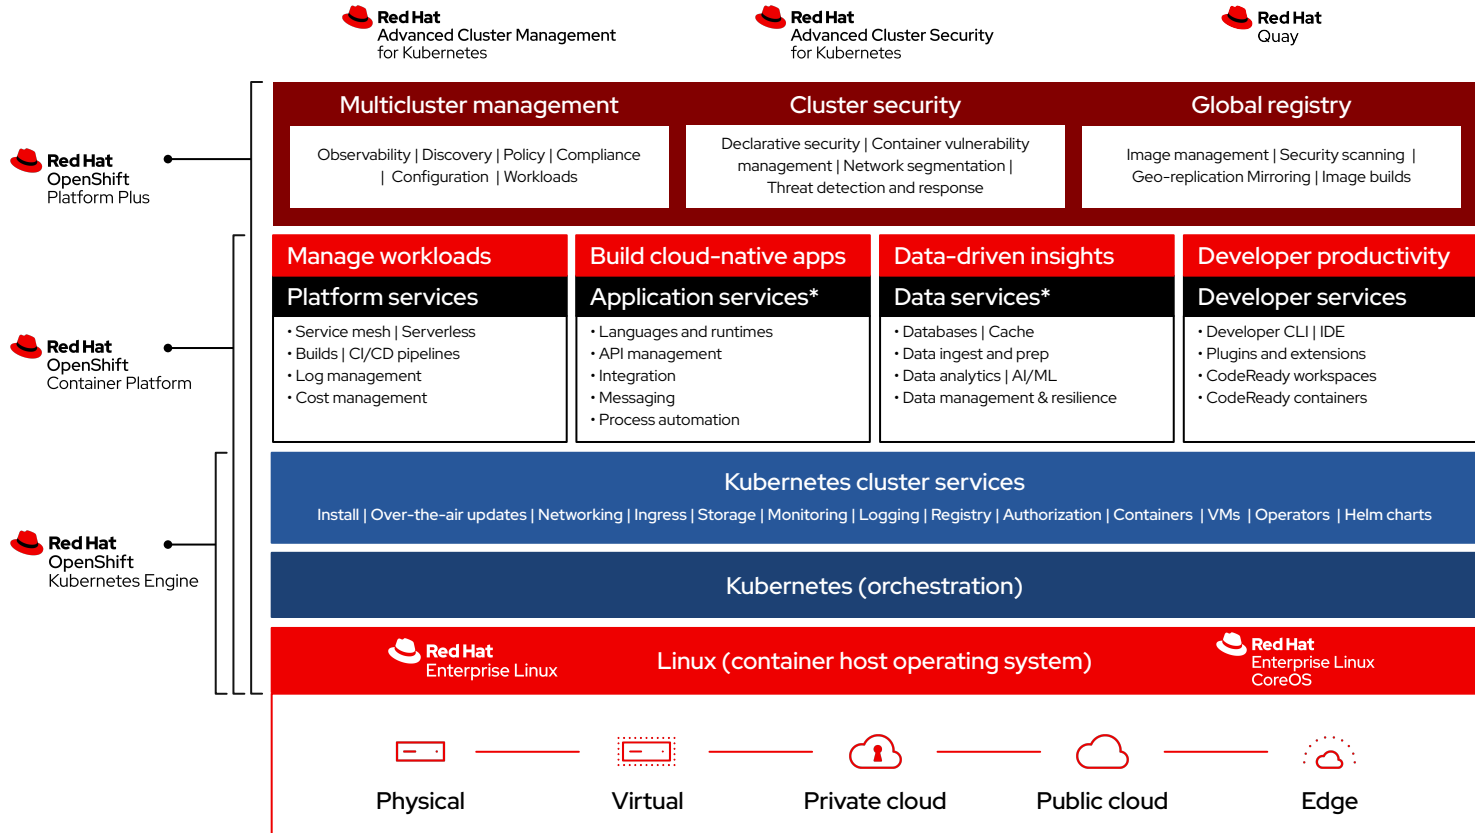 Red Hat
Advanced Cluster Management
for Kubernetes
Red Hat
Advanced Cluster Security
for Kubernetes
Red Hat
Quay
Red Hat
OpenShift
Platform Plus
Multicluster management
Observability | Discovery | Policy | Compliance
| Configuration | Workloads
Cluster security
Declarative security | Container vulnerability
management | Network segmentation |
Threat detection and response
Global registry
Image management | Security scanning |
Geo-replication Mirroring | Image builds
Red Hat
OpenShift
Container Platform
Manage workloads
Platform services
• Service mesh | Serverless
• Builds | CI/CD pipelines
• Log management
• Cost management
Build cloud-native apps
Application services*
• Languages and runtimes
• API management
• Integration
• Messaging
• Process automation
Data-driven insights
Data services*
• Databases | Cache
• Data ingest and prep
• Data analytics | AI/ML
• Data management & resilience
Developer productivity
Developer services
• Developer CLI | IDE
• Plugins and extensions
• CodeReady workspaces
• CodeReady containers
Red Hat
OpenShift
Kubernetes Engine
Kubernetes cluster services
Install | Over-the-air updates | Networking | Ingress | Storage | Monitoring | Logging | Registry | Authorization | Containers | VMs | Operators | Helm charts
Kubernetes (orchestration)
Red Hat
Enterprise Linux
Linux (container host operating system)
Red Hat
Enterprise Linux
CoreOS
Physical
Virtual
Private cloud
Public cloud
Edge